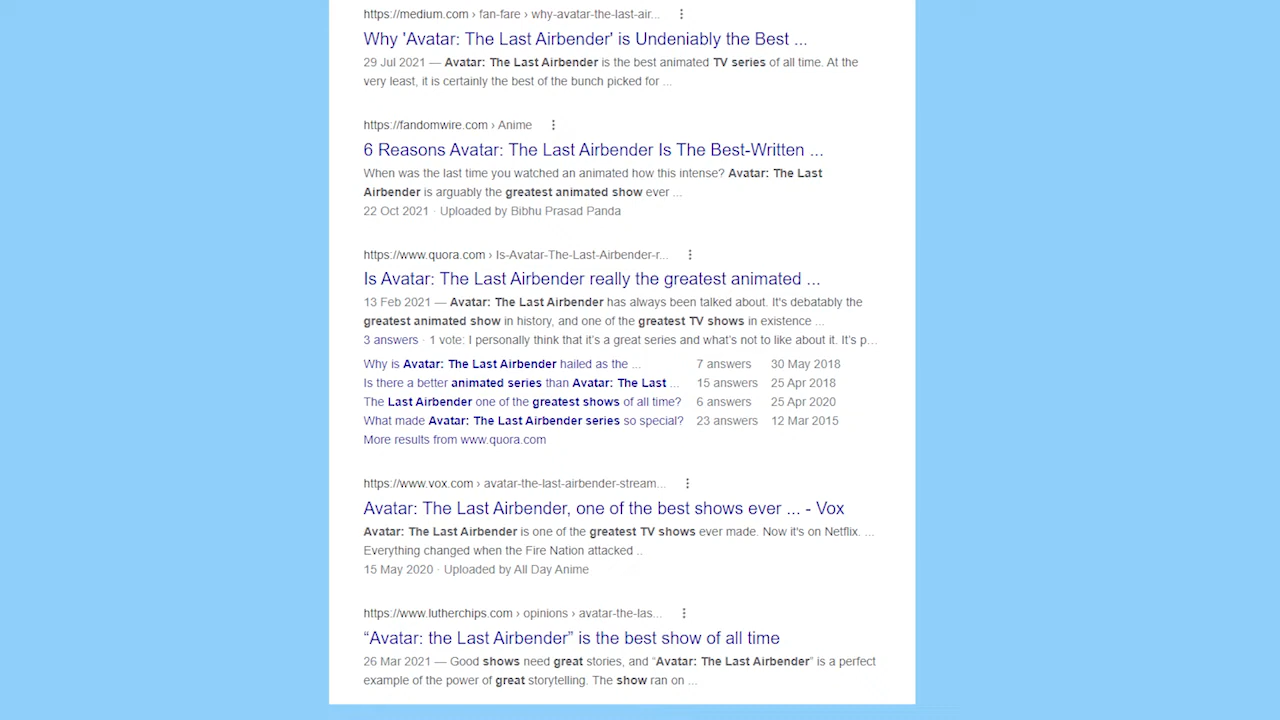 https://medium.com › fan-fare › why-avatar-the-last-air...
Why 'Avatar: The Last Airbender' is Undeniably the Best ...
29 Jul 2021 — Avatar: The Last Airbender is the best animated TV series of all time. At the
very least, it is certainly the best of the bunch picked for ...
https://fandomwire.com › Anime
6 Reasons Avatar: The Last Airbender Is The Best-Written ...
When was the last time you watched an animated how this intense? Avatar: The Last
Airbender is arguably the greatest animated show ever ...
22 Oct 2021 · Uploaded by Bibhu Prasad Panda
https://www.quora.com › Is-Avatar-The-Last-Airbender-r...
Is Avatar: The Last Airbender really the greatest animated ...
13 Feb 2021 — Avatar: The Last Airbender has always been talked about. It's debatably the
greatest animated show in history, and one of the greatest TV shows in existence ...
3 answers · 1 vote: I personally think that it's a great series and what's not to like about it. It's p...
Why is Avatar: The Last Airbender hailed as the ... 7 answers 30 May 2018
Is there a better animated series than Avatar: The Last ... 15 answers 25 Apr 2018
The Last Airbender one of the greatest shows of all time? 6 answers 25 Apr 2020
What made Avatar: The Last Airbender series so special? 23 answers 12 Mar 2015
More results from www.quora.com
https://www.vox.com › avatar-the-last-airbender-stream...
Avatar: The Last Airbender, one of the best shows ever ... - Vox
Avatar: The Last Airbender is one of the greatest TV shows ever made. Now it's on Netflix. ...
Everything changed when the Fire Nation attacked ..
15 May 2020 · Uploaded by All Day Anime
https://www.lutherchips.com › opinions › avatar-the-las...
“Avatar: the Last Airbender” is the best show of all time
26 Mar 2021 — Good shows need great stories, and “Avatar: The Last Airbender” is a perfect
example of the power of great storytelling. The show ran on ...